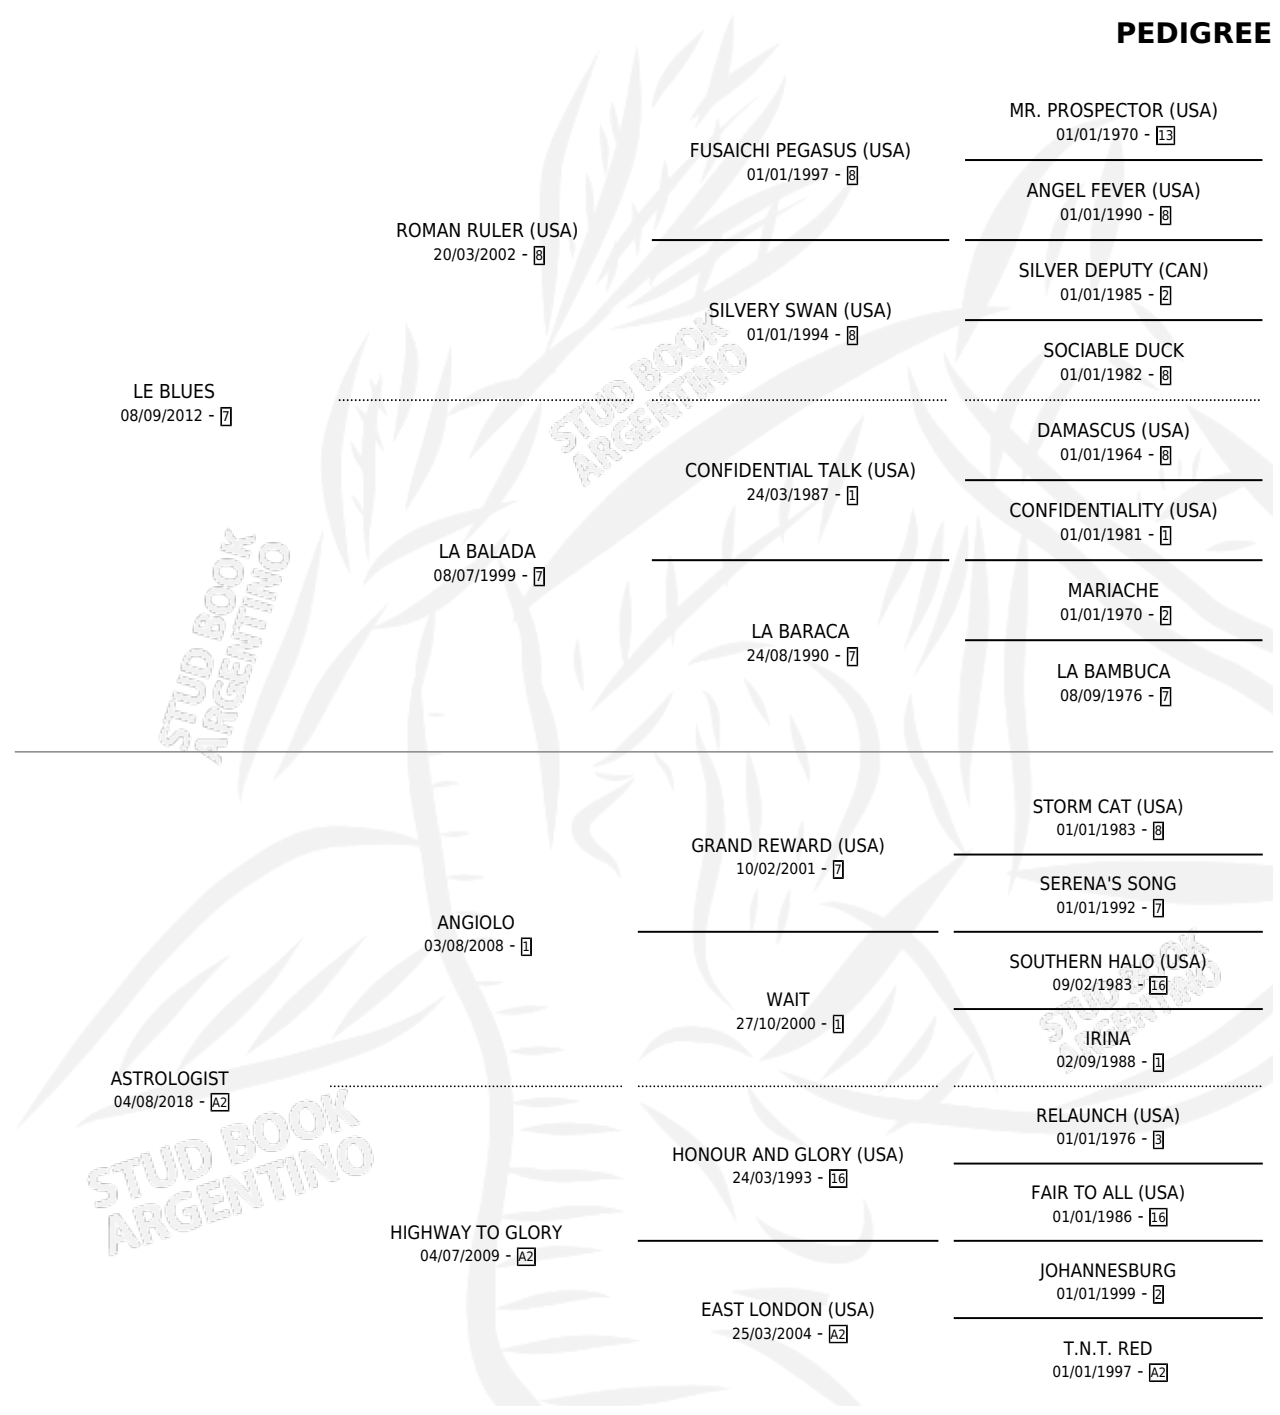 PEDIGREE
MR. PROSPECTOR (USA)
01/01/1970 - 13
FUSAICHI PEGASUS (USA)
01/01/1997 - 8
ANGEL FEVER (USA)
01/01/1990 - 8
ROMAN RULER (USA)
20/03/2002 - 8
SILVER DEPUTY (CAN)
01/01/1985 - 2
SILVERY SWAN (USA)
01/01/1994 - 8
SOCIABLE DUCK
01/01/1982 - 8
LE BLUES
08/09/2012 - 7
DAMASCUS (USA)
01/01/1964 - 8
CONFIDENTIAL TALK (USA)
24/03/1987 - 1
CONFIDENTIALITY (USA)
01/01/1981 - 1
LA BALADA
08/07/1999 - 7
MARIACHE
01/01/1970 - 2
LA BARACA
24/08/1990 - 7
LA BAMBUCA
08/09/1976 - 7
STORM CAT (USA)
01/01/1983 - 8
GRAND REWARD (USA)
10/02/2001 - 7
SERENA'S SONG
01/01/1992 - 7
ANGIOLO
03/08/2008 - 1
SOUTHERN HALO (USA)
09/02/1983 - 16
WAIT
27/10/2000 - 1
IRINA
02/09/1988 - 1
ASTROLOGIST
04/08/2018 - A2
RELAUNCH (USA)
01/01/1976 - 3
HONOUR AND GLORY (USA)
24/03/1993 - 16
FAIR TO ALL (USA)
01/01/1986 - 16
HIGHWAY TO GLORY
04/07/2009 - A2
JOHANNESBURG
01/01/1999 - 2
EAST LONDON (USA)
25/03/2004 - A2
T.N.T. RED
01/01/1997 - A2
STUD BOOK
ARGENTINO
STUD BOOK
ARGENTINO
STUD BOOK
ARGENTINO
STUD BOOK
ARGENTINO